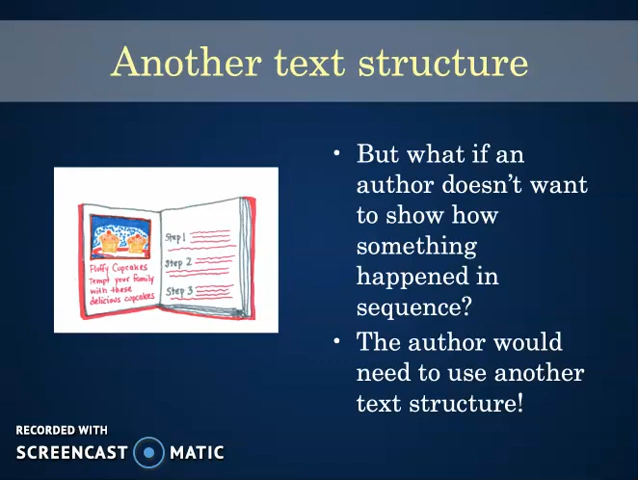 Another text structure
• But what if an
author doesn't want
to show how
something
happened in
sequence?
• The author would
need to use another
text structure!
Fluffy Cupcakes
Tempt your family
with these
delicious cupcakes
Step 1
Step 2
Step 3
RECORDED WITH
SCREENCAST MATIC